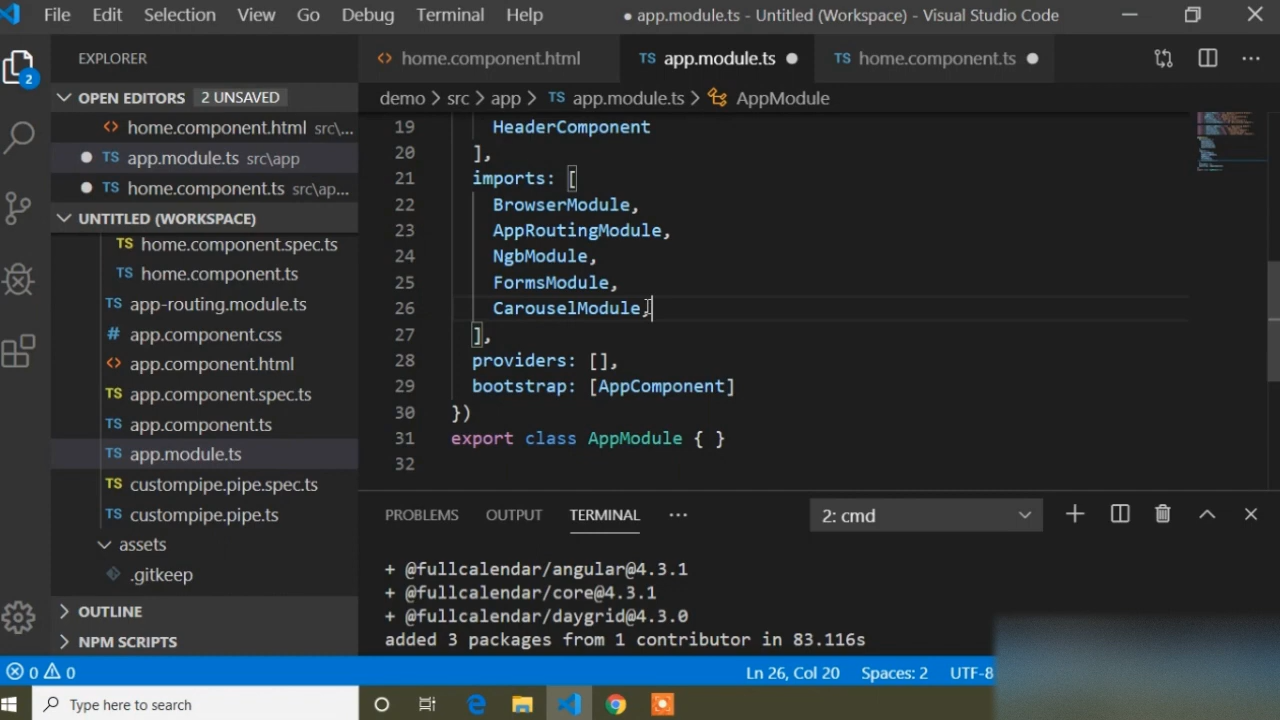 File Edit Selection View Go Debug Terminal Help ● app.module.ts - Untitled (Workspace) - Visual Studio Code
EXPLORER
home.component.html TS app.module.ts TS home.component.ts
2
OPEN EDITORS 2 UNSAVED
demo > src > app > TS app.module.ts > AppModule
home.component.html src\...
TS app.module.ts src\app
TS home.component.ts src\ap...
UNTITLED (WORKSPACE)
TS home.component.spec.ts
TS home.component.ts
TS app-routing.module.ts
# app.component.css
<> app.component.html
TS app.component.spec.ts
TS app.component.ts
TS app.module.ts
TS custompipe.pipe.spec.ts
TS custompipe.pipe.ts
assets
.gitkeep
OUTLINE
NPM SCRIPTS
19 HeaderComponent
20 ],
21 imports: [
22 BrowserModule,
23 AppRoutingModule,
24 NgbModule,
25 FormsModule,
26 CarouselModule,
27 ],
28 providers: [],
29 bootstrap: [AppComponent]
30 })
31 export class AppModule { }
32
PROBLEMS OUTPUT TERMINAL ... 2: cmd
+ @fullcalendar/angular@4.3.1
+ @fullcalendar/core@4.3.1
+ @fullcalendar/daygrid@4.3.0
added 3 packages from 1 contributor in 83.116s
0 0 Ln 26, Col 20 Spaces: 2 UTF-8
Type here to search